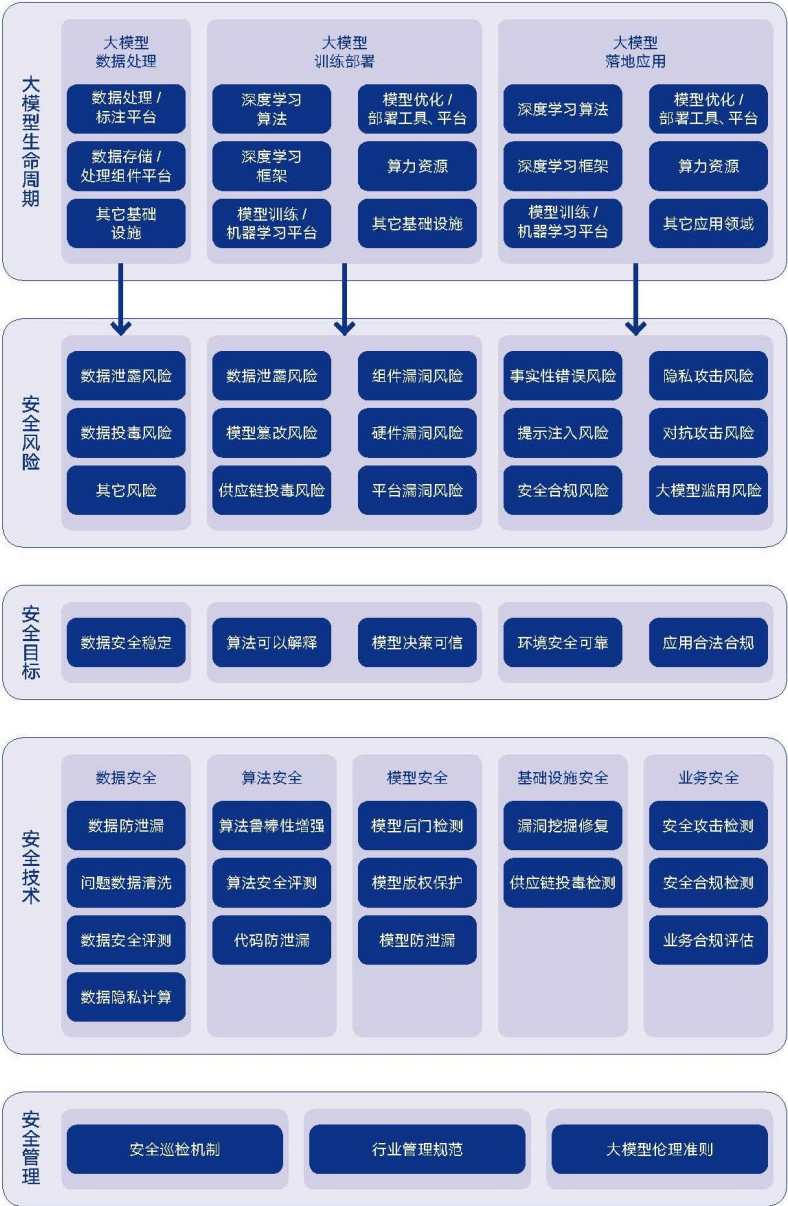 大模型生命周期
大模型
数据处理
数据处理 /
标注平台
数据存储 /
处理组件平台
其它基础
设施
大模型
训练部署
深度学习
算法
模型优化 /
部署工具、平台
深度学习
框架
算力资源
模型训练 /
机器学习平台
其它基础设施
大模型
落地应用
深度学习算法
模型优化 /
部署工具、平台
深度学习框架
算力资源
模型训练 /
机器学习平台
其它应用领域
安全风险
数据泄露风险
数据投毒风险
其它风险
数据泄露风险
组件漏洞风险
模型篡改风险
硬件漏洞风险
供应链投毒风险
平台漏洞风险
事实性错误风险
隐私攻击风险
提示注入风险
对抗攻击风险
安全合规风险
大模型滥用风险
安全目标
数据安全稳定
算法可以解释
模型决策可信
环境安全可靠
应用合法合规
安全技术
数据安全
数据防泄漏
问题数据清洗
数据安全评测
数据隐私计算
算法安全
算法鲁棒性增强
算法安全评测
代码防泄漏
模型安全
模型后门检测
模型版权保护
模型防泄漏
基础设施安全
漏洞挖掘修复
供应链投毒检测
业务安全
安全攻击检测
安全合规检测
业务合规评估
安全管理
安全巡检机制
行业管理规范
大模型伦理准则